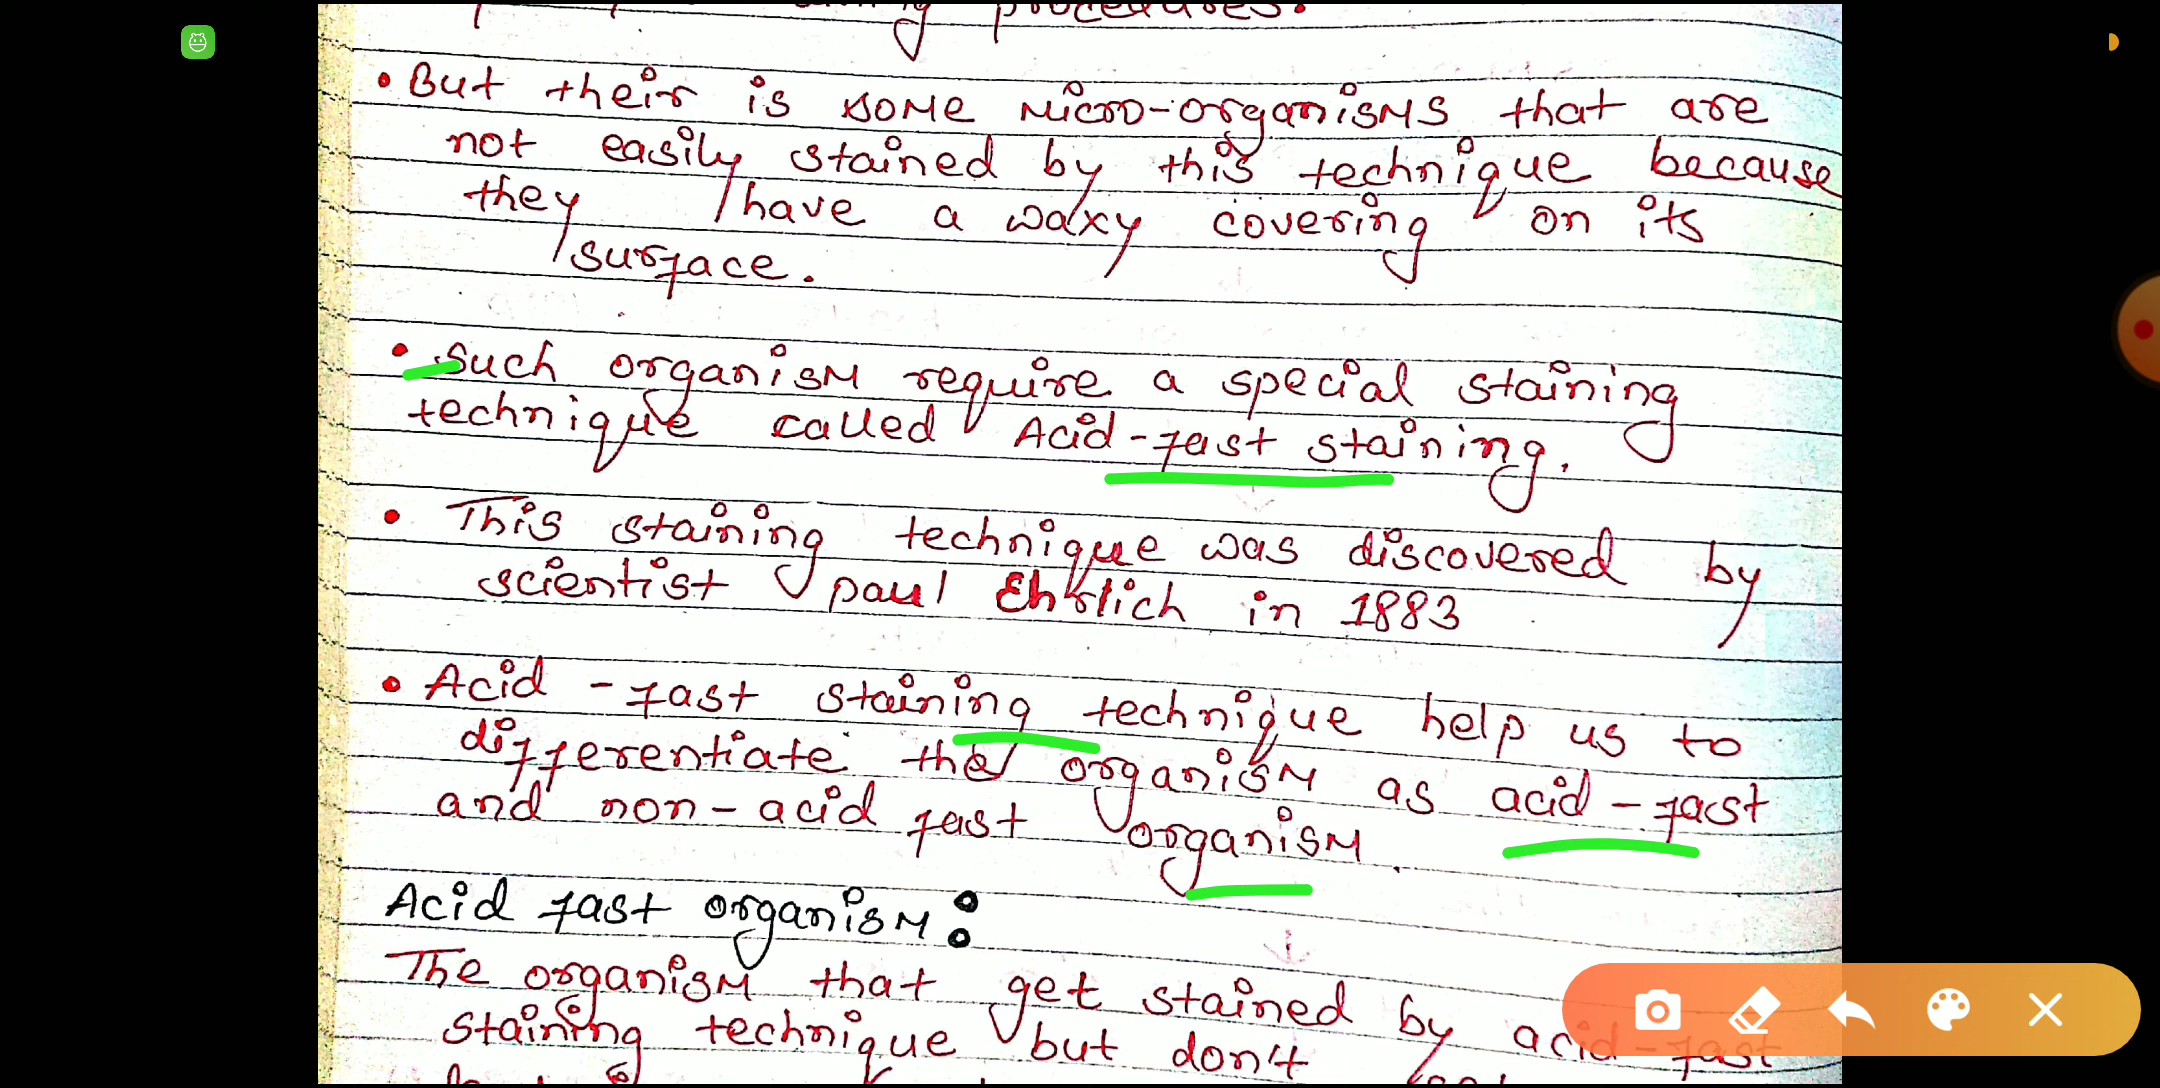 procedures.
• But their is some micro-organisms that are
not easily stained by this technique because
they have a waxy covering on its
surface.
• Such organism require a special staining
technique called Acid-fast staining.
• This staining technique was discovered by
scientist paul Ehrlich in 1883
• Acid-fast staining technique help us to
differentiate the organism as acid-fast
and non-acid fast organism.
Acid fast organism:
The organism that get stained by acid-fast
staining technique but don't